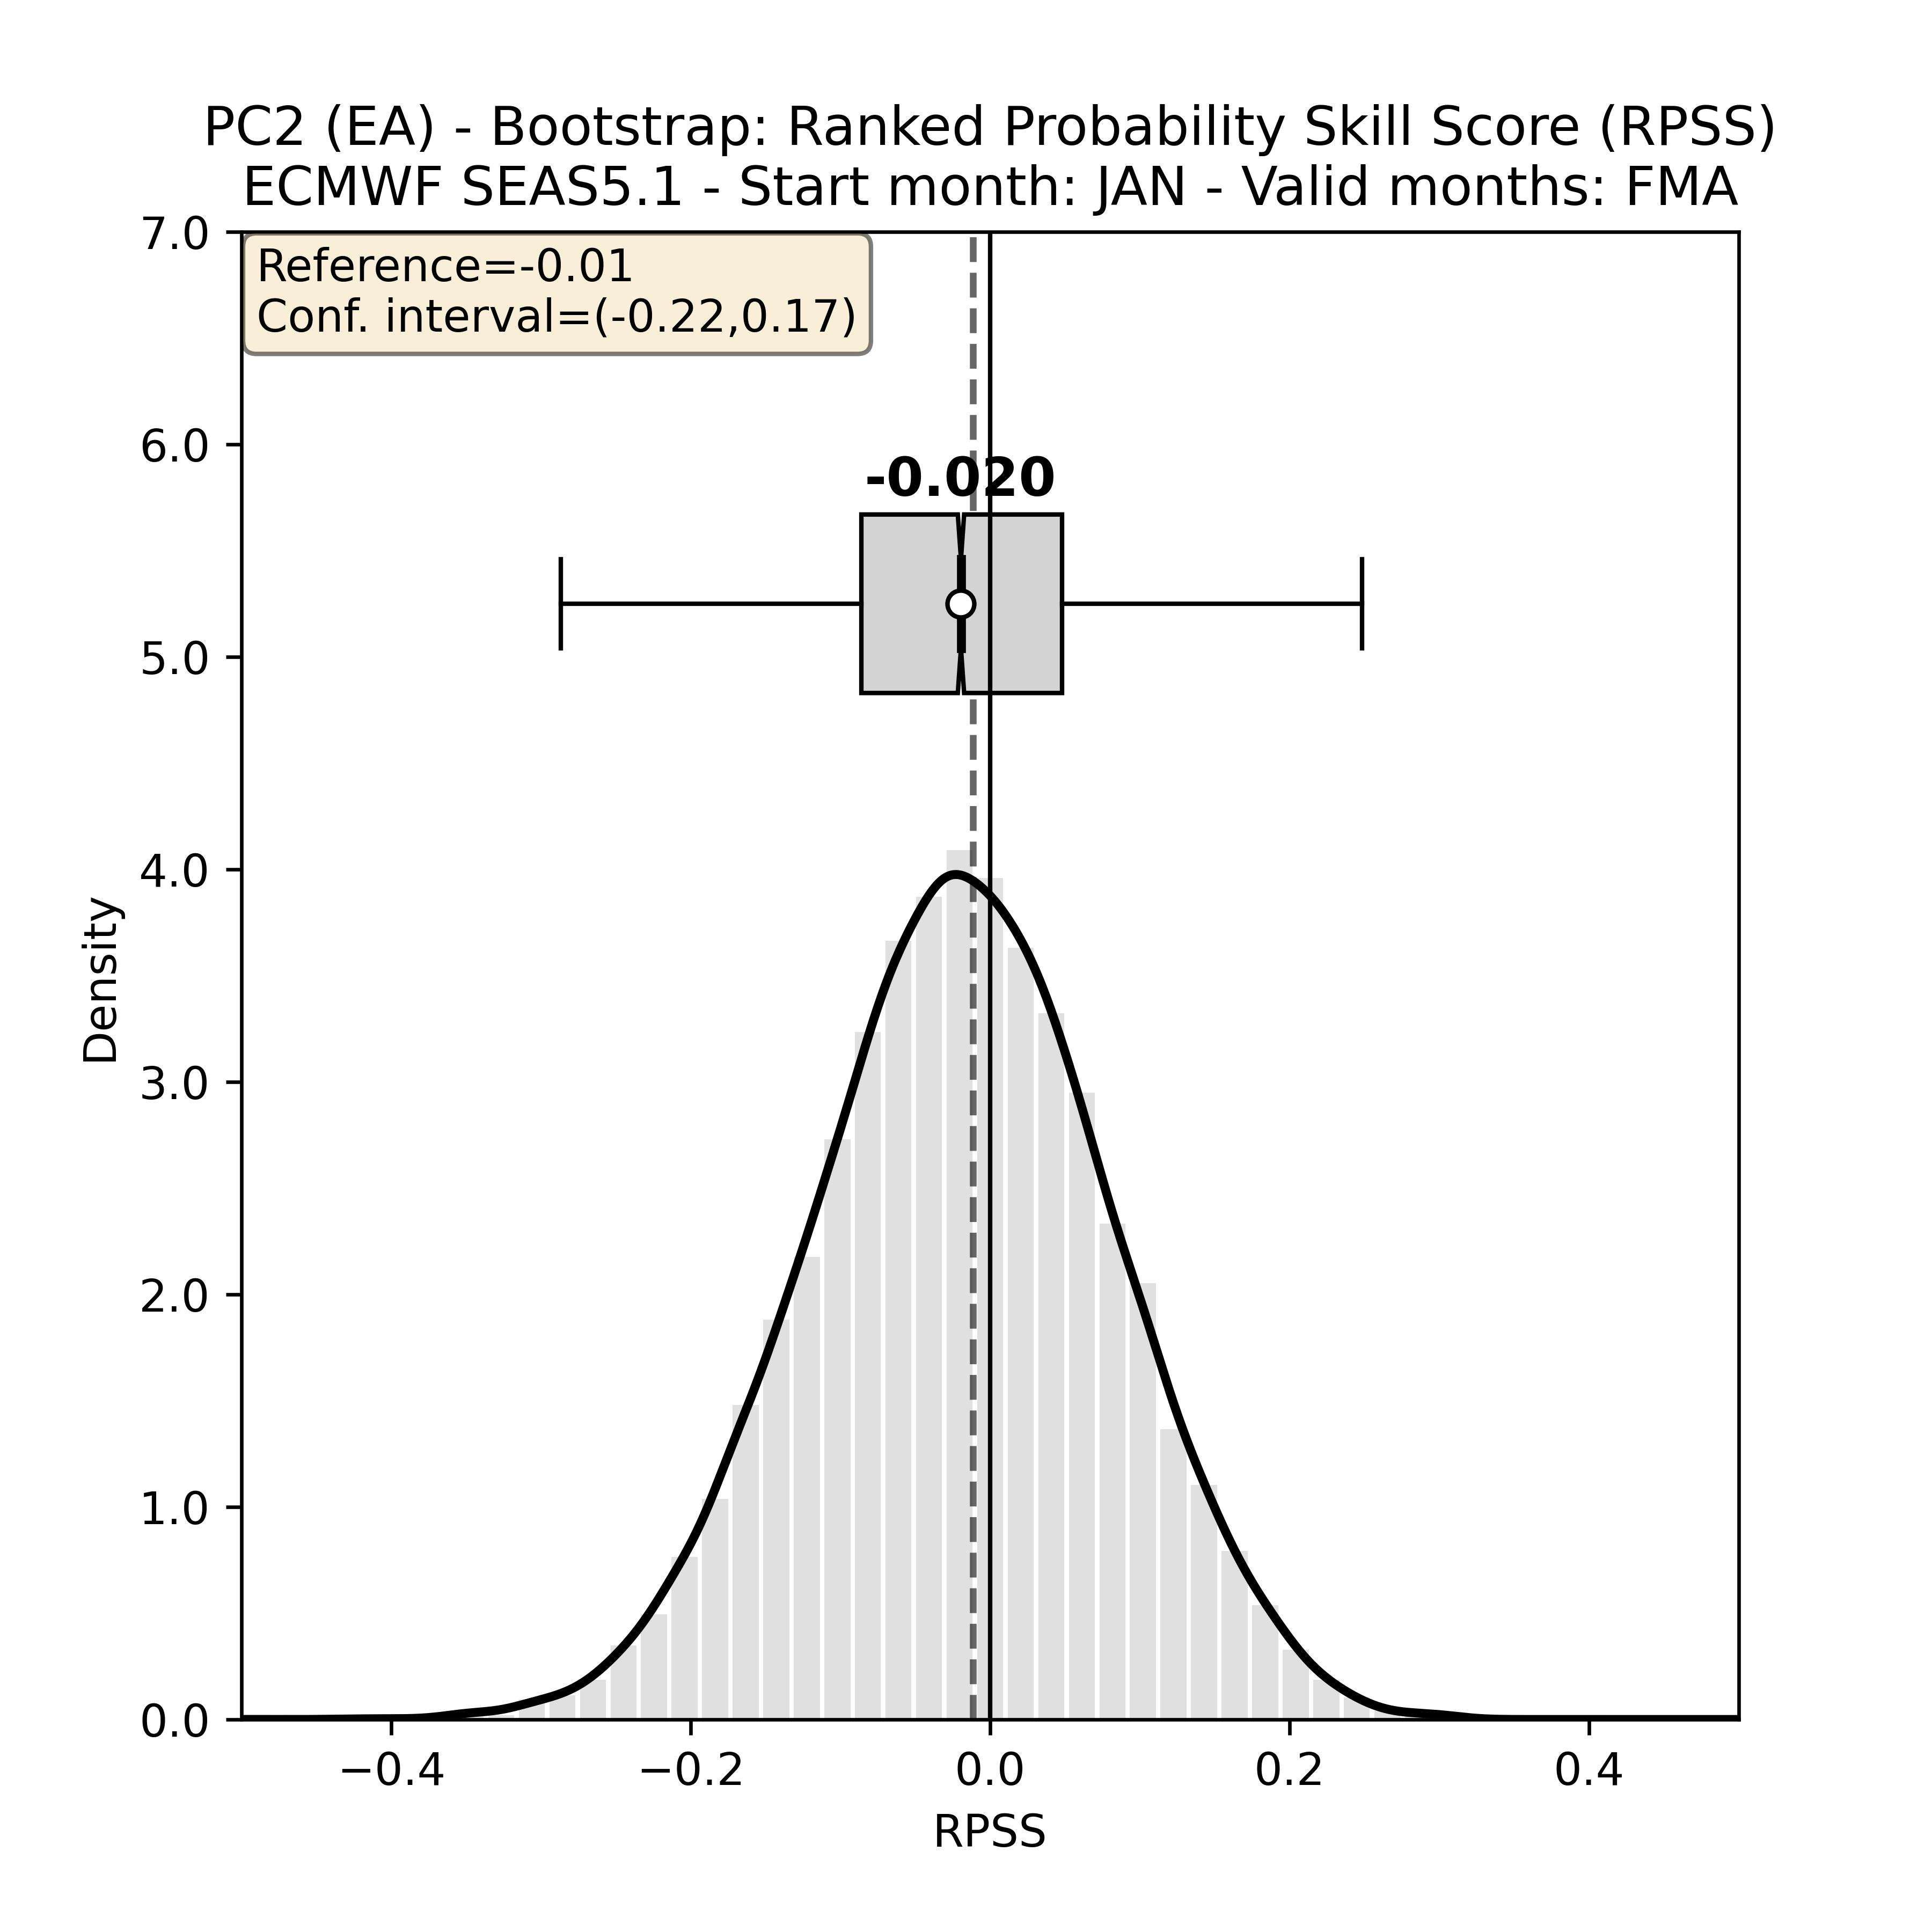 PC2 (EA) - Bootstrap: Ranked Probability Skill Score (RPSS)
ECMWF SEAS5.1 - Start month: JAN - Valid months: FMA
7.0
Reference=-0.01
Conf. interval=(-0.22,0.17)
6.0
-0.020
5.0
4.0
Density
3.0
2.0
1.0
0.0
−0.4 −0.2 0.0 0.2 0.4
RPSS